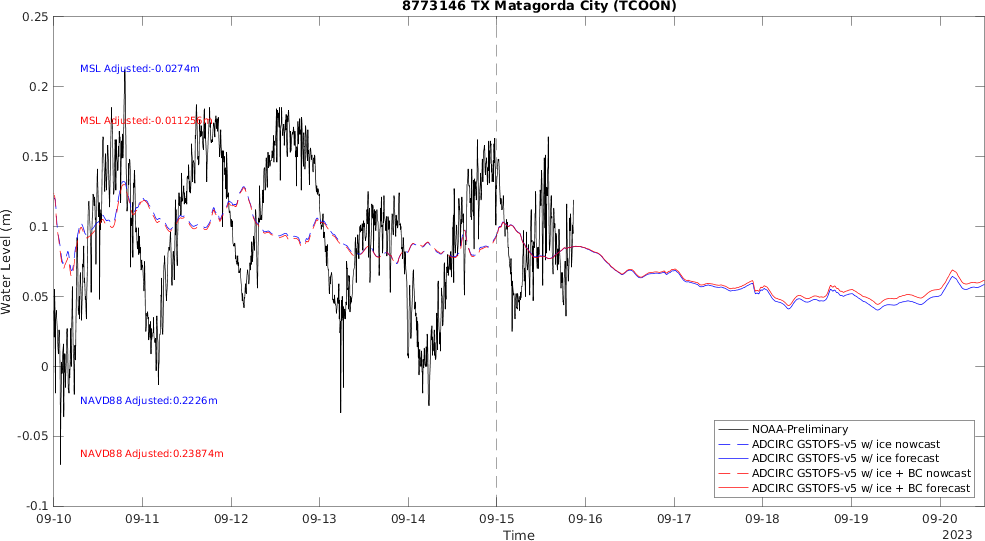 8773146 TX Matagorda City (TCOON)
0.25
0.2
0.15
0.1
0.05
0
-0.05
-0.1
Water Level (m)
MSL Adjusted:-0.0274m
MSL Adjusted:-0.011255m
NAVD88 Adjusted:0.2226m
NAVD88 Adjusted:0.23874m
NOAA-Preliminary
ADCIRC GSTOFS-v5 w/ ice nowcast
ADCIRC GSTOFS-v5 w/ ice forecast
ADCIRC GSTOFS-v5 w/ ice + BC nowcast
ADCIRC GSTOFS-v5 w/ ice + BC forecast
09-10 09-11 09-12 09-13 09-14 09-15 09-16 09-17 09-18 09-19 09-20
Time
2023